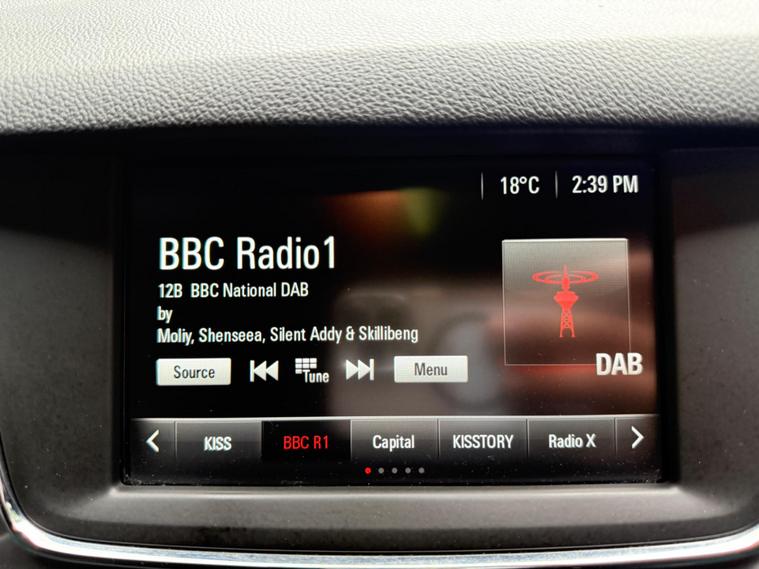 18°C 2:39 PM
BBC Radio1
12B BBC National DAB
by
Moliy, Shenseea, Silent Addy & Skillibeng
Source Tune Menu
DAB
KISS BBC R1 Capital KISSTORY Radio X